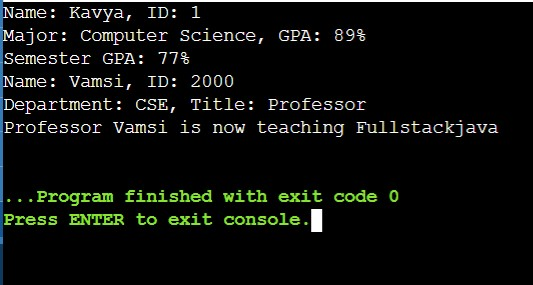 Name: Kavya, ID: 1
Major: Computer Science, GPA: 89%
Semester GPA: 77%
Name: Vamsi, ID: 2000
Department: CSE, Title: Professor
Professor Vamsi is now teaching Fullstackjava
...Program finished with exit code 0
Press ENTER to exit console.